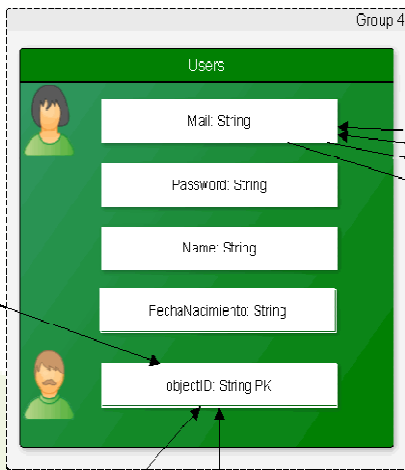 Group 4
Users
Mail: String
Password: String
Name: String
FechaNacimiento: String
objectID: String PK